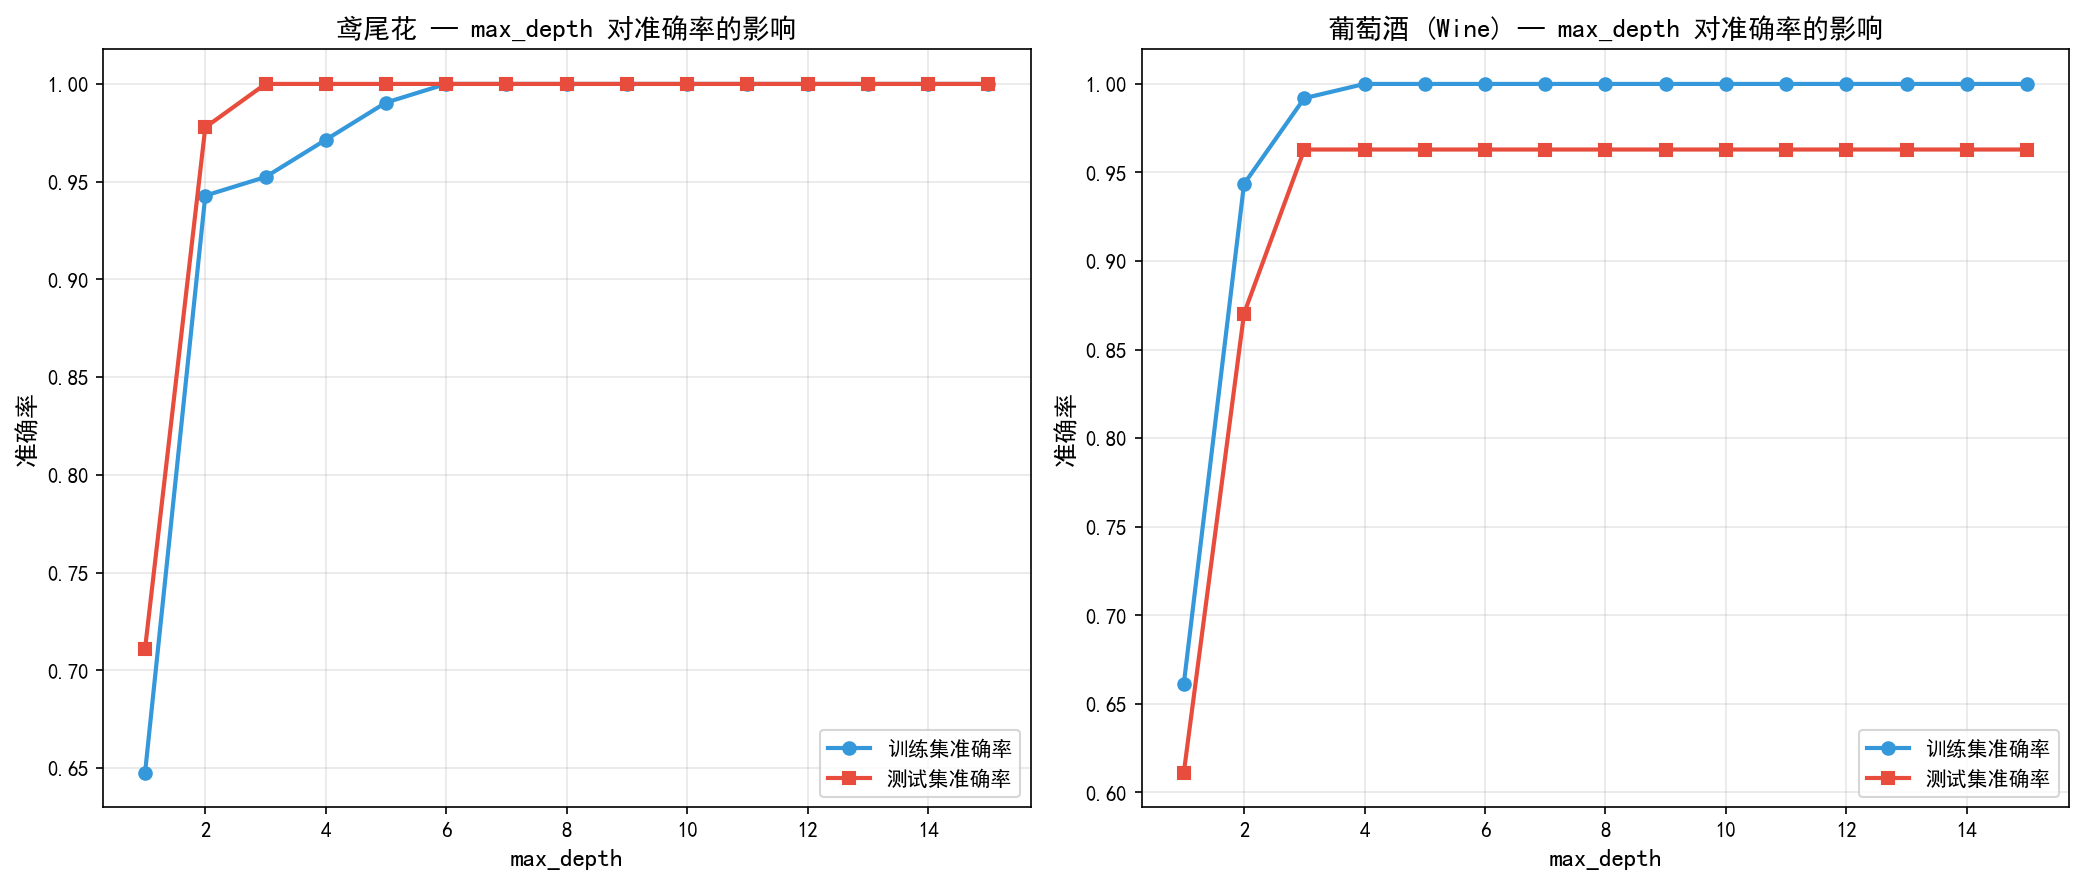 鸢尾花 — max_depth 对准确率的影响
1.00
0.95
0.90
0.85
0.80
0.75
0.70
0.65
准确率
2 4 6 8 10 12 14
max_depth
训练集准确率
测试集准确率
葡萄酒 (Wine) — max_depth 对准确率的影响
1.00
0.95
0.90
0.85
0.80
0.75
0.70
0.65
0.60
准确率
2 4 6 8 10 12 14
max_depth
训练集准确率
测试集准确率